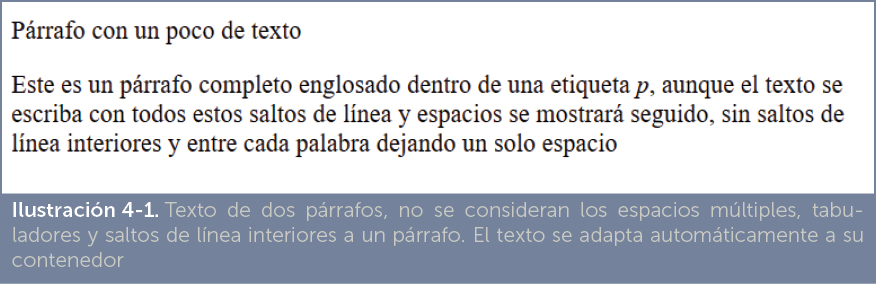 Párrafo con un poco de texto
Este es un párrafo completo englosado dentro de una etiqueta p, aunque el texto se
escriba con todos estos saltos de línea y espacios se mostrará seguido, sin saltos de
línea interiores y entre cada palabra dejando un solo espacio
Ilustración 4-1. Texto de dos párrafos, no se consideran los espacios múltiples, tabu-
ladores y saltos de línea interiores a un párrafo. El texto se adapta automáticamente a su
contenedor